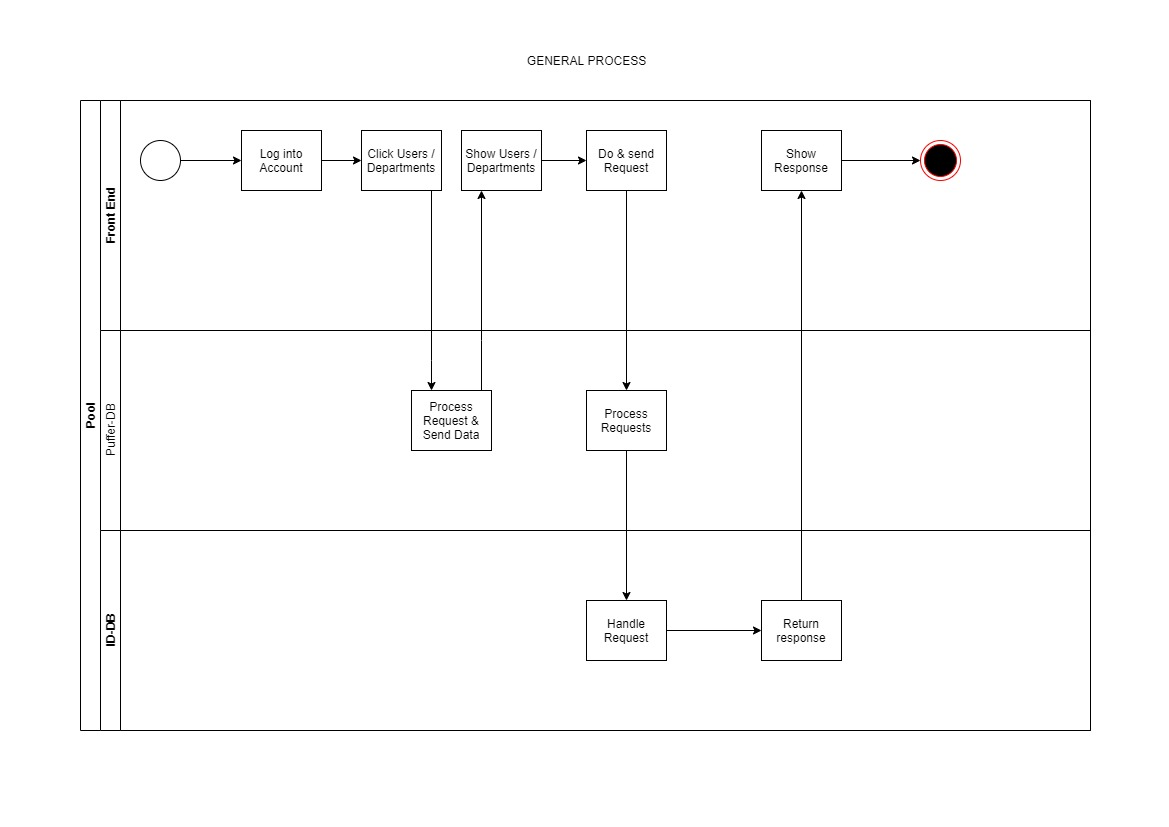 GENERAL PROCESS
Pool
Front End
Log into
Account
Click Users /
Departments
Show Users /
Departments
Do & send
Request
Show
Response
Puffer-DB
Process
Request &
Send Data
Process
Requests
ID-DB
Handle
Request
Return
response